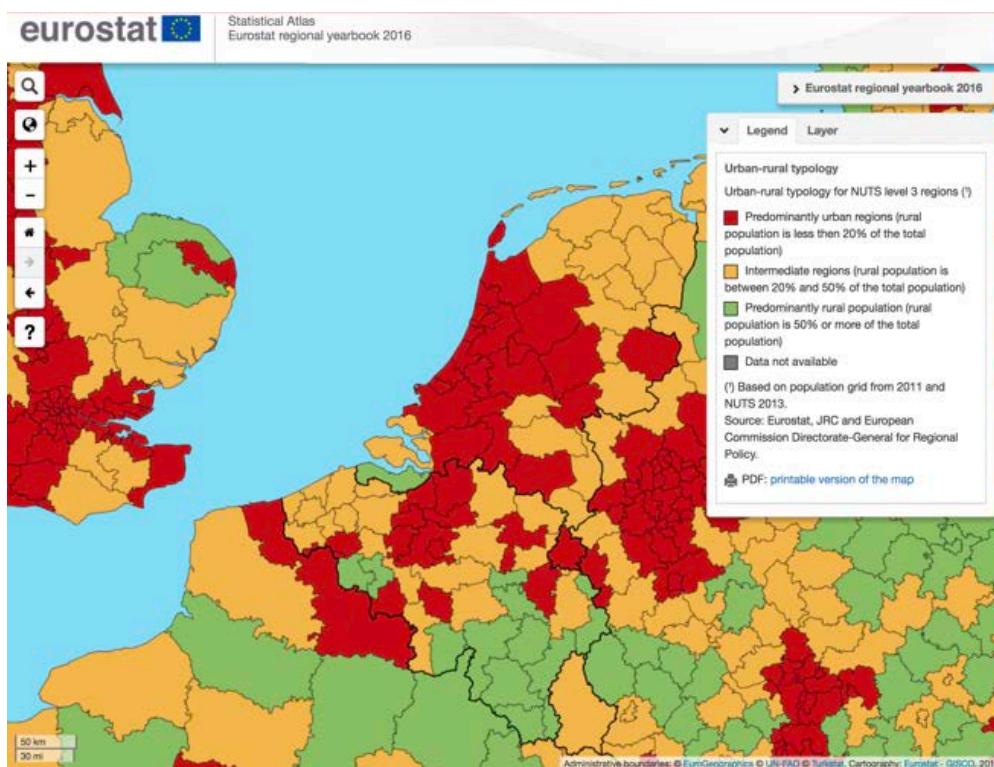 eurostat
Statistical Atlas
Eurostat regional yearbook 2016
Eurostat regional yearbook 2016
Legend Layer
Urban-rural typology
Urban-rural typology for NUTS level 3 regions (¹)
Predominantly urban regions (rural
population is less then 20% of the total
population)
Intermediate regions (rural population is
between 20% and 50% of the total population)
Predominantly rural population (rural
population is 50% or more of the total
population)
Data not available
(¹) Based on population grid from 2011 and
NUTS 2013.
Source: Eurostat, JRC and European
Commission Directorate-General for Regional
Policy.
PDF: printable version of the map
+
−
?
50 km
30 mi
Administrative boundaries: © EuroGeographics © UN-FAO © Turkstat, Cartography: Eurostat - GISCO, 201